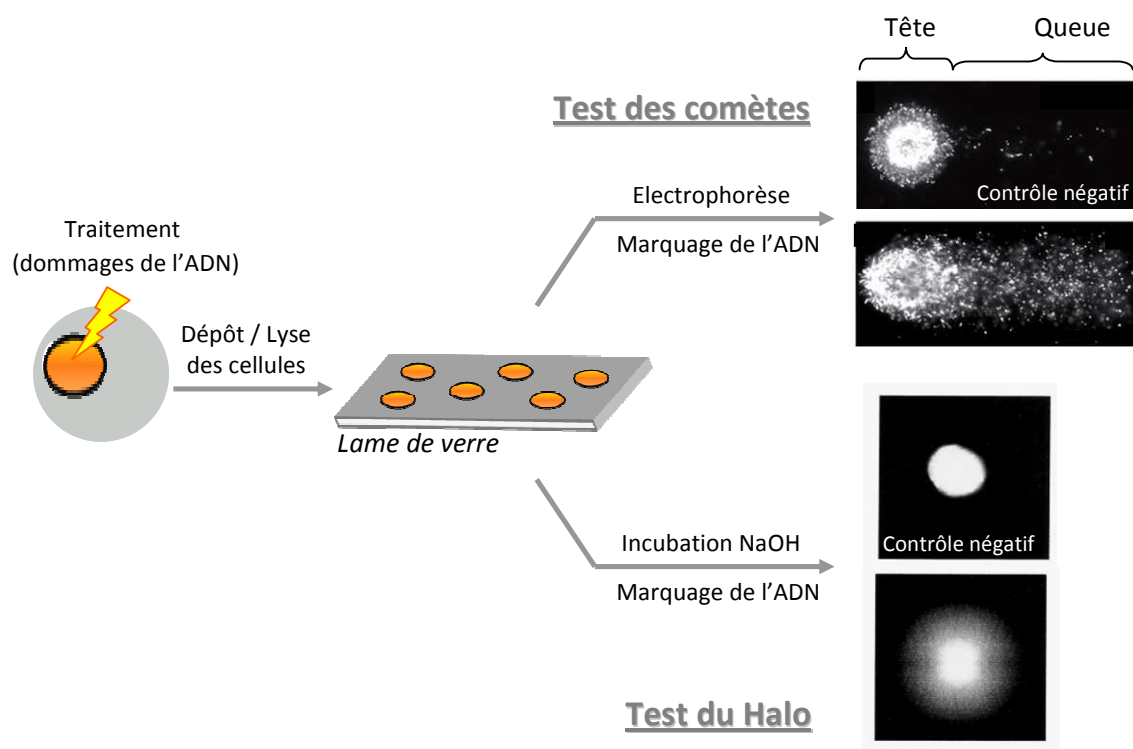 Tête
Queue
Test des comètes
Contrôle négatif
Electrophorèse
Marquage de l’ADN
Traitement
(dommages de l’ADN)
Dépôt / Lyse
des cellules
Lame de verre
Incubation NaOH
Marquage de l’ADN
Contrôle négatif
Test du Halo